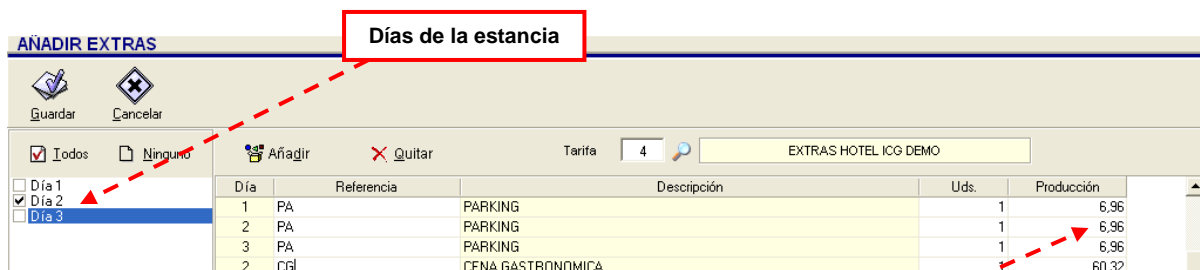 Días de la estancia
AÑADIR EXTRAS
Guardar Cancelar
Todos Ninguno Añadir Quitar Tarifa 4 EXTRAS HOTEL ICG DEMO
Día 1
Día 2
Día 3
Día Referencia Descripción Uds. Producción
1 PA PARKING 1 6,96
2 PA PARKING 1 6,96
3 PA PARKING 1 6,96
2 CG CENA GASTRONOMICA 1 60,32